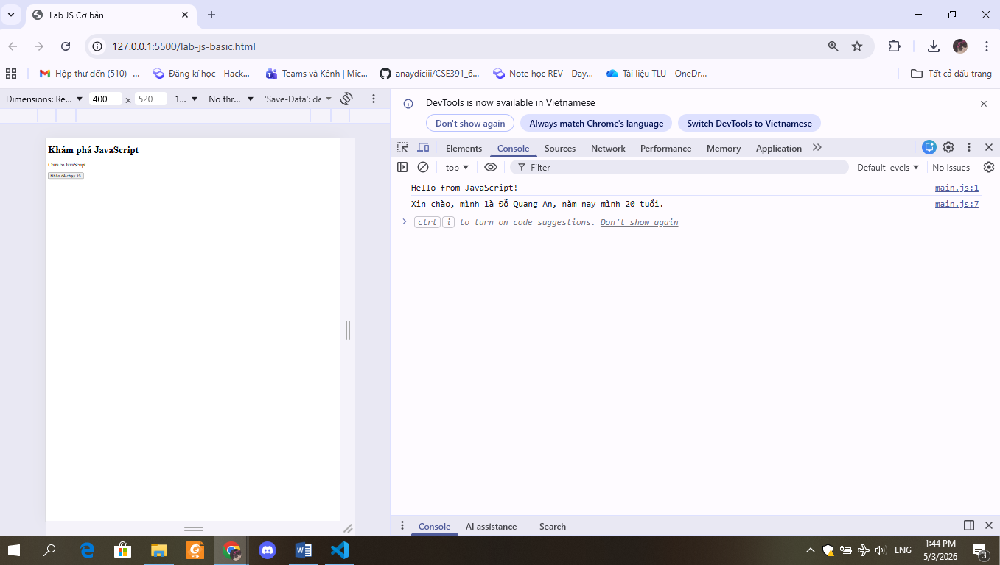 Lab JS Cơ bản
127.0.0.1:5500/lab-js-basic.html
Hộp thư đến (510) -...
Đăng kí học - Hack...
Teams và Kênh | Mic...
anaydiciii/CSE391_6...
Note học REV - Day...
Tài liệu TLU - OneDr...
Tất cả dấu trang
Dimensions: Re...
400 × 520
1...
No thr...
'Save-Data': de
DevTools is now available in Vietnamese
Don't show again
Always match Chrome's language
Switch DevTools to Vietnamese
Elements
Console
Sources
Network
Performance
Memory
Application
top
Filter
Default levels
No Issues
Khám phá JavaScript
Chưa có JavaScript...
Nhấn để chạy JS
Hello from JavaScript! main.js:1
Xin chào, mình là Đỗ Quang An, năm nay mình 20 tuổi. main.js:7
ctrl i to turn on code suggestions. Don't show again
Console
AI assistance
Search
PDF
ENG
1:44 PM
5/3/2026
3